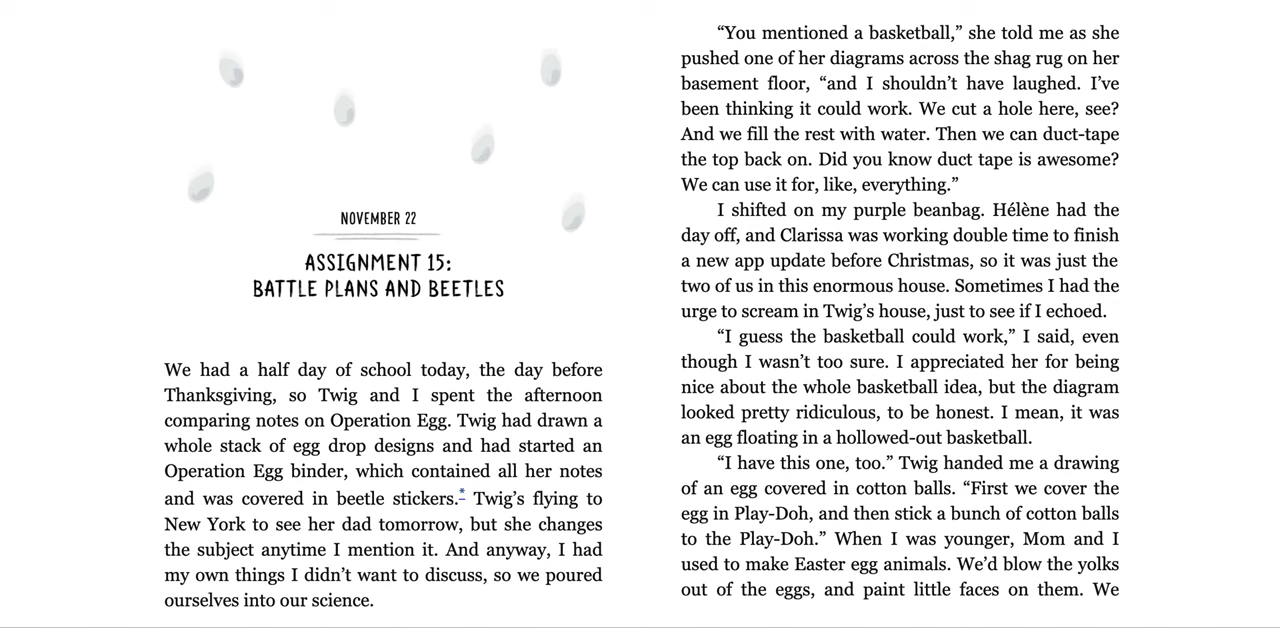 NOVEMBER 22
ASSIGNMENT 15:
BATTLE PLANS AND BEETLES
We had a half day of school today, the day before
Thanksgiving, so Twig and I spent the afternoon
comparing notes on Operation Egg. Twig had drawn a
whole stack of egg drop designs and had started an
Operation Egg binder, which contained all her notes
and was covered in beetle stickers.* Twig’s flying to
New York to see her dad tomorrow, but she changes
the subject anytime I mention it. And anyway, I had
my own things I didn’t want to discuss, so we poured
ourselves into our science.
“You mentioned a basketball,” she told me as she
pushed one of her diagrams across the shag rug on her
basement floor, “and I shouldn’t have laughed. I’ve
been thinking it could work. We cut a hole here, see?
And we fill the rest with water. Then we can duct-tape
the top back on. Did you know duct tape is awesome?
We can use it for, like, everything.”
I shifted on my purple beanbag. Hélène had the
day off, and Clarissa was working double time to finish
a new app update before Christmas, so it was just the
two of us in this enormous house. Sometimes I had the
urge to scream in Twig’s house, just to see if I echoed.
“I guess the basketball could work,” I said, even
though I wasn’t too sure. I appreciated her for being
nice about the whole basketball idea, but the diagram
looked pretty ridiculous, to be honest. I mean, it was
an egg floating in a hollowed-out basketball.
“I have this one, too.” Twig handed me a drawing
of an egg covered in cotton balls. “First we cover the
egg in Play-Doh, and then stick a bunch of cotton balls
to the Play-Doh.” When I was younger, Mom and I
used to make Easter egg animals. We’d blow the yolks
out of the eggs, and paint little faces on them. We